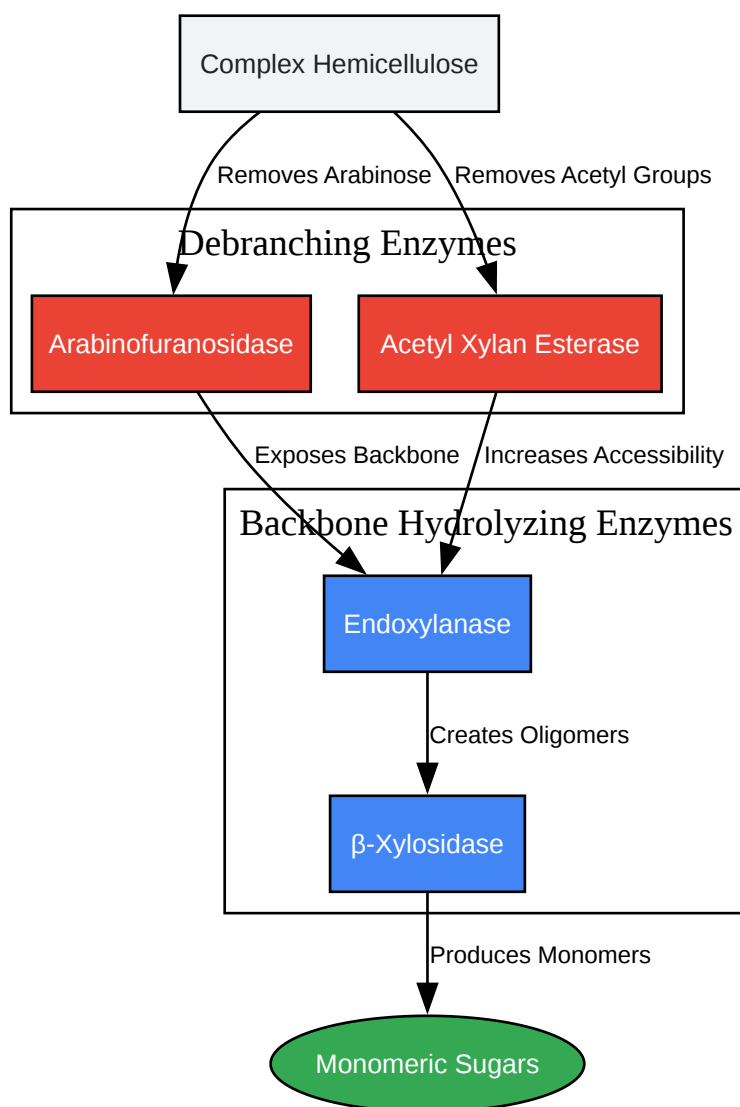 Complex Hemicellulose
Removes Arabinose
Removes Acetyl Groups
Debranching Enzymes
Arabinofuranosidase
Acetyl Xylan Esterase
Exposes Backbone
Increases Accessibility
Backbone Hydrolyzing Enzymes
Endoxylanase
Creates Oligomers
β-Xylosidase
Produces Monomers
Monomeric Sugars